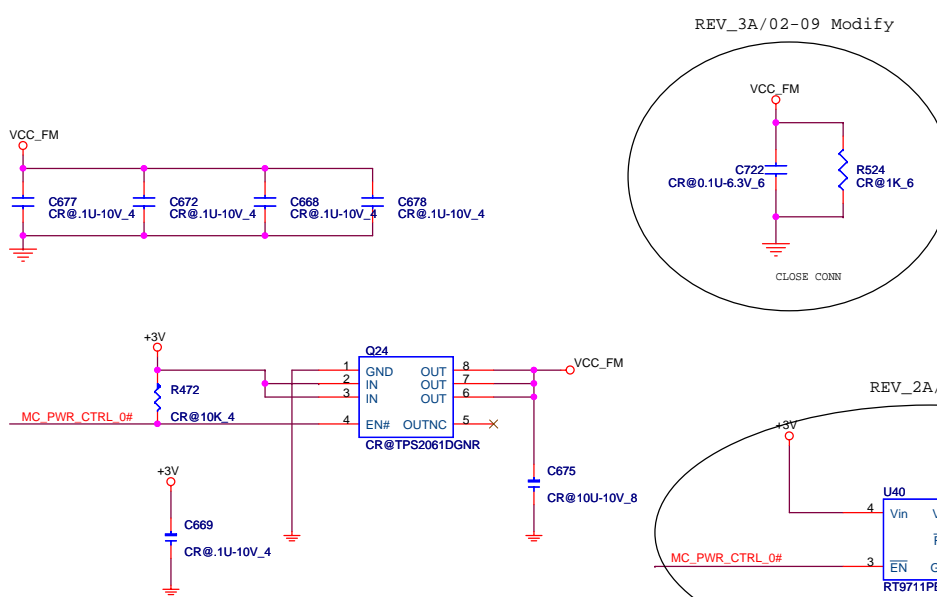 REV_3A/02-09 Modify
VCC_FM
VCC_FM
C677
CR@.1U-10V_4
C672
CR@.1U-10V_4
C668
CR@.1U-10V_4
C678
CR@.1U-10V_4
C722
CR@0.1U-6.3V_6
R524
CR@1K_6
CLOSE CONN
+3V
R472
CR@10K_4
MC_PWR_CTRL_0#
Q24
1 GND OUT 8
2 IN OUT 7
3 IN OUT 6
4 EN# OUTNC 5
CR@TPS2061DGNR
VCC_FM
C675
CR@10U-10V_8
+3V
C669
CR@.1U-10V_4
REV_2A/
+3V
U40
4 Vin
MC_PWR_CTRL_0#
3 EN G